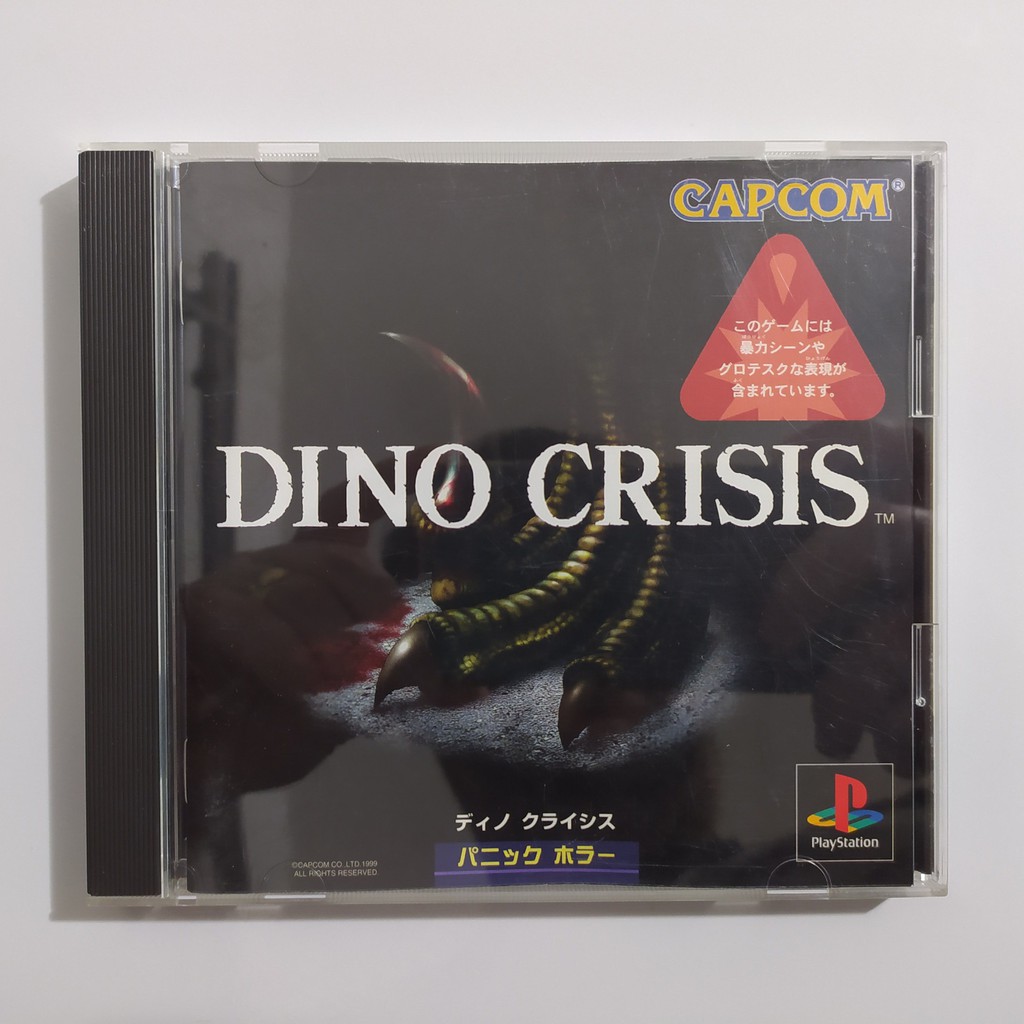 CAPCOM®
このゲームには
暴力シーンや
グロテスクな表現が
含まれています。
DINO CRISIS™
ディノ クライシス
パニック ホラー
©CAPCOM CO., LTD. 1999
ALL RIGHTS RESERVED
PlayStation